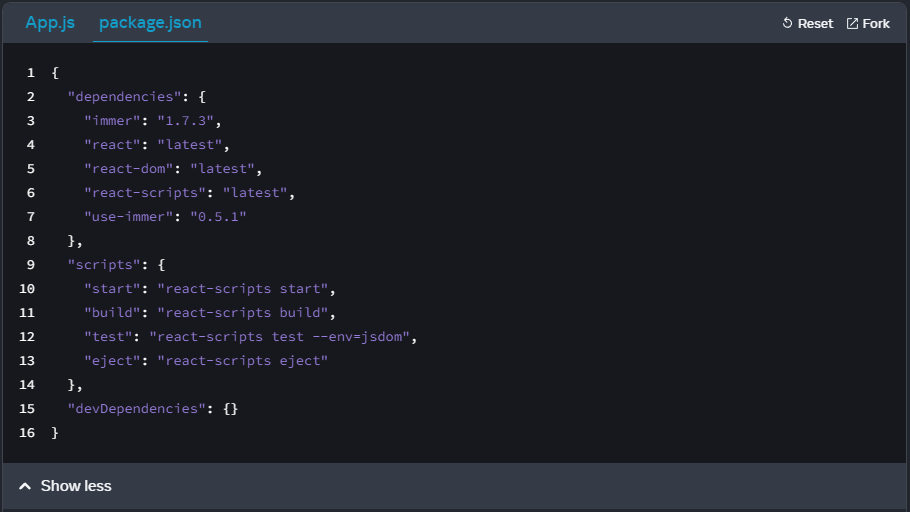 App.js package.json Reset Fork
1 {
2   "dependencies": {
3     "immer": "1.7.3",
4     "react": "latest",
5     "react-dom": "latest",
6     "react-scripts": "latest",
7     "use-immer": "0.5.1"
8   },
9   "scripts": {
10     "start": "react-scripts start",
11     "build": "react-scripts build",
12     "test": "react-scripts test --env=jsdom",
13     "eject": "react-scripts eject"
14   },
15   "devDependencies": {}
16 }
Show less